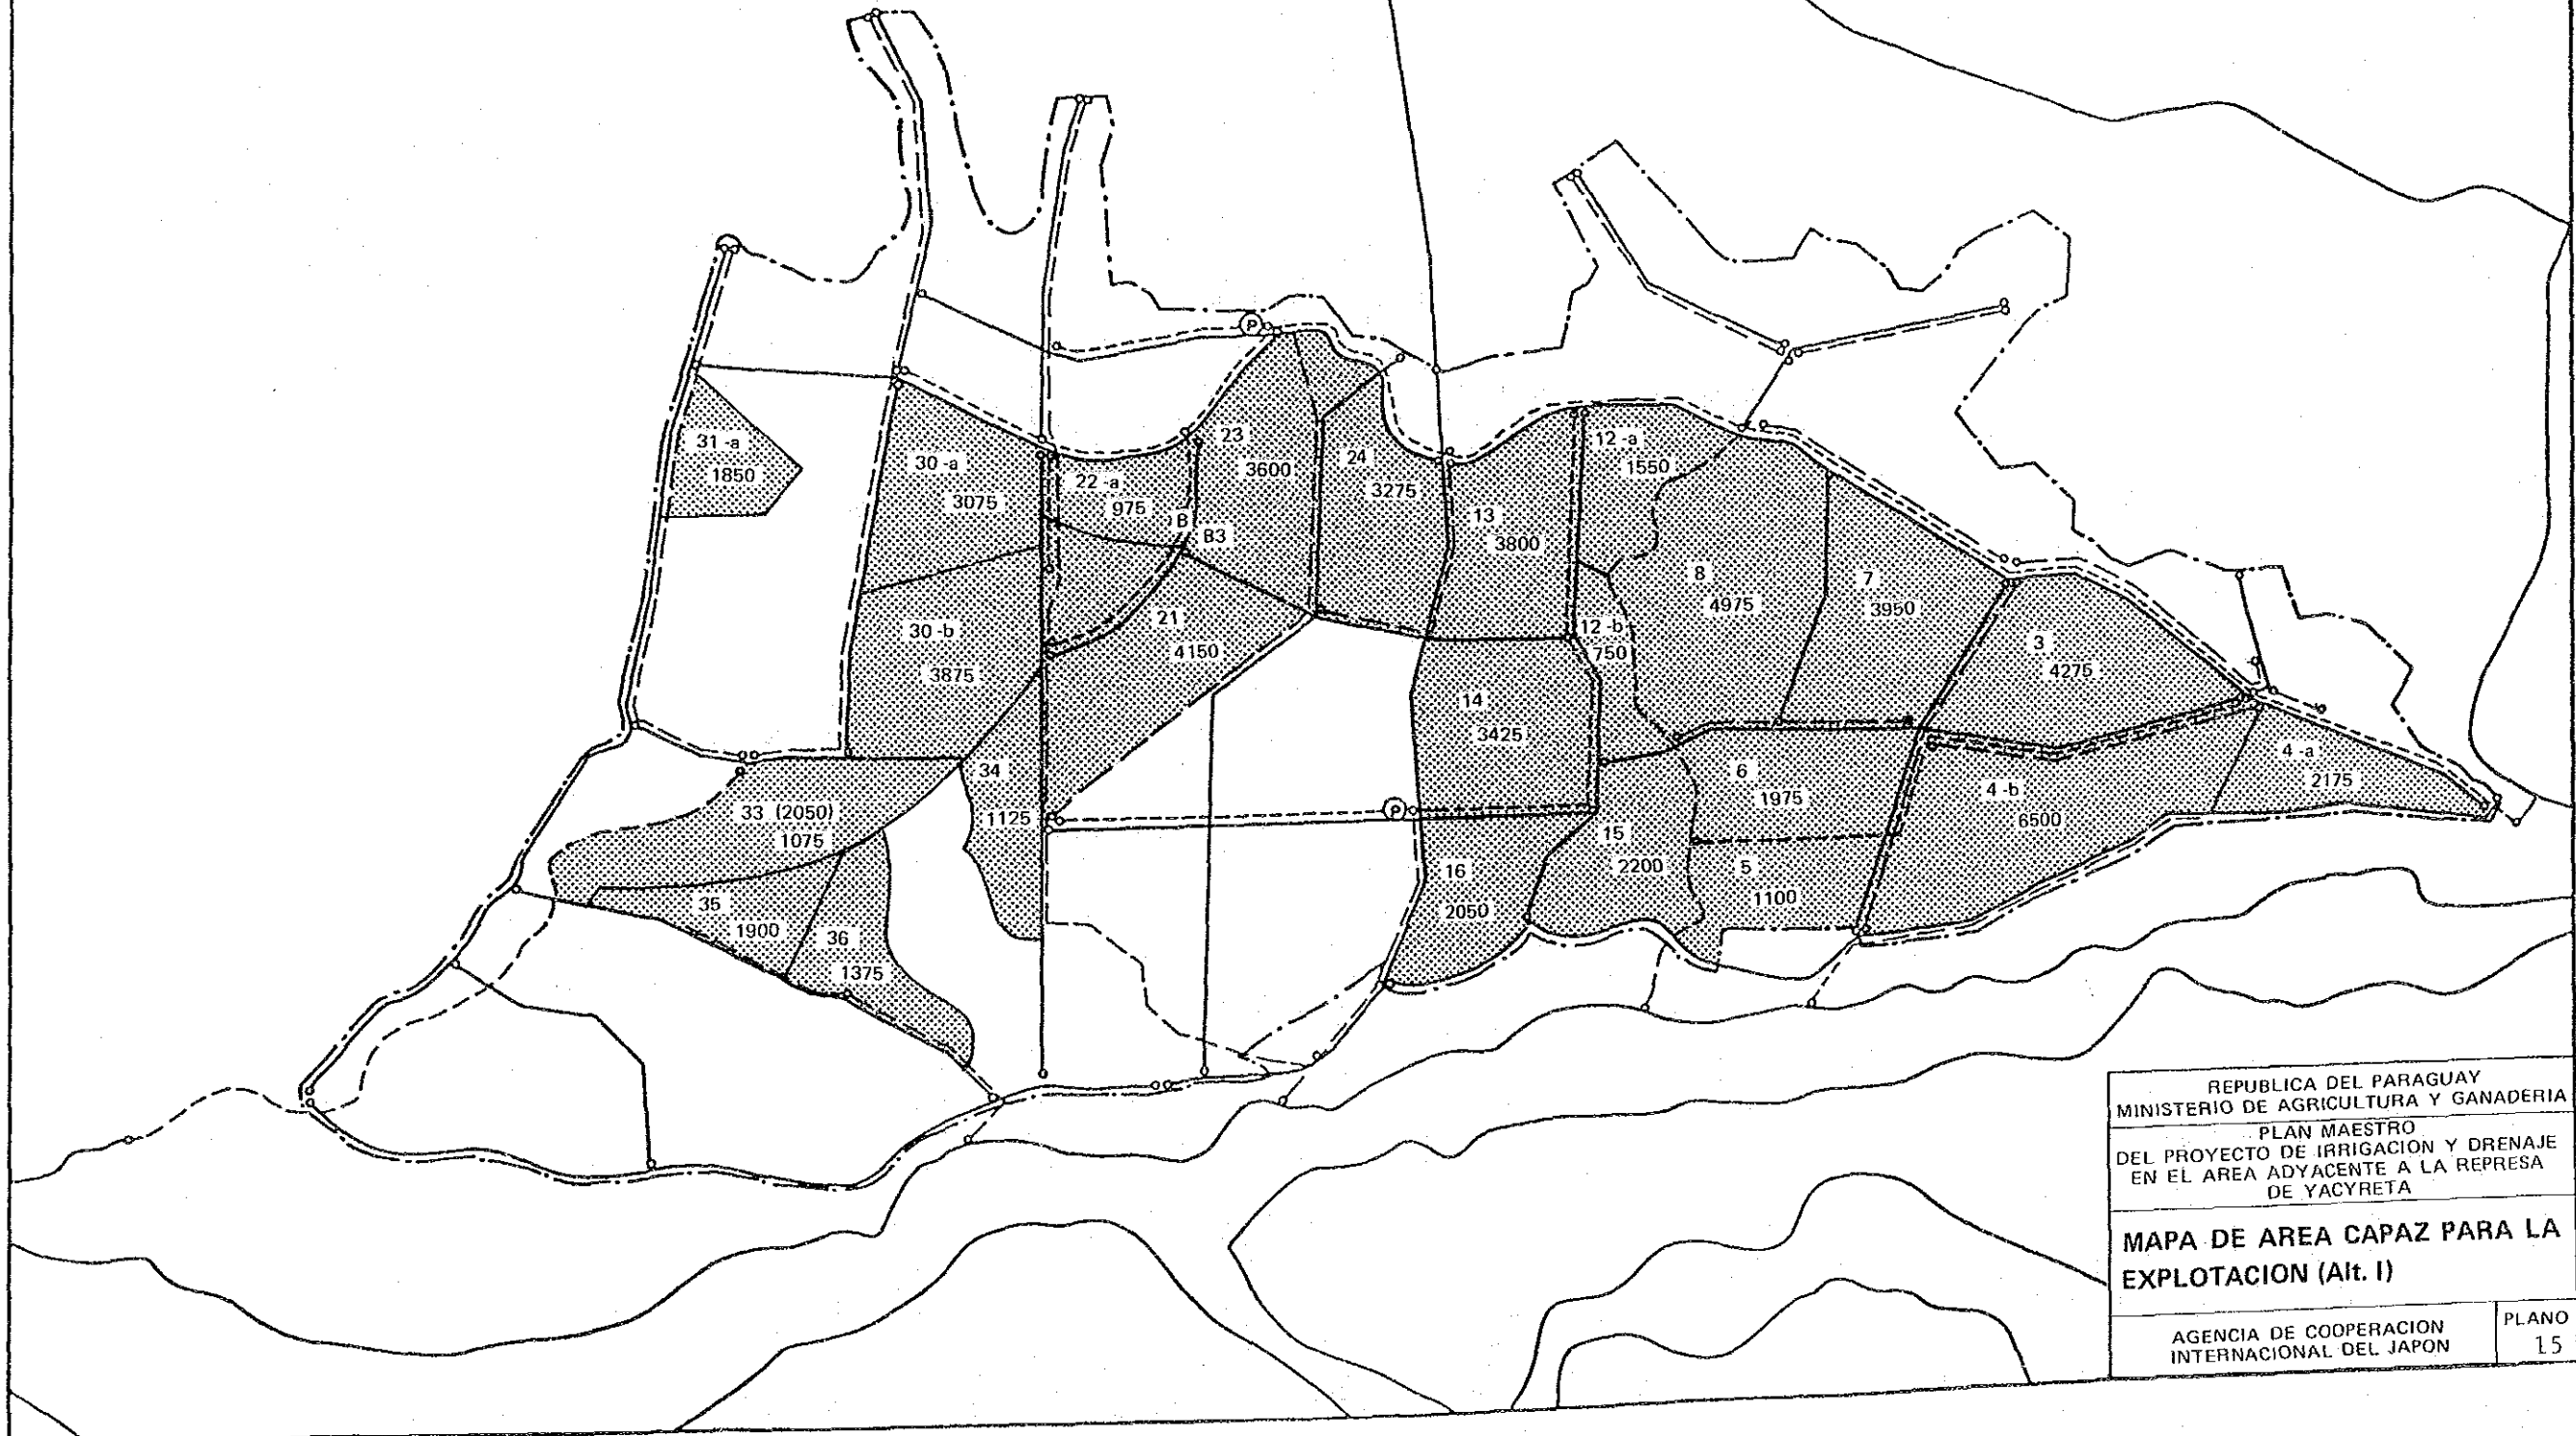 P
31 -a
1850
30 -a
3075
22 -a
975
23
3600
24
3275
B
B3
13
3800
12 -a
1550
8
4975
7
3950
30 -b
3875
21
4150
12 -b
750
3
4275
14
3425
4 -a
2175
34
1125
33 (2050)
1075
P
6
1975
4 -b
6500
15
2200
16
2050
5
1100
35
1900
36
1375
REPUBLICA DEL PARAGUAY
MINISTERIO DE AGRICULTURA Y GANADERIA
PLAN MAESTRO
DEL PROYECTO DE IRRIGACION Y DRENAJE
EN EL AREA ADYACENTE A LA REPRESA
DE YACYRETA
MAPA DE AREA CAPAZ PARA LA
EXPLOTACION (Alt. I)
AGENCIA DE COOPERACION
INTERNACIONAL DEL JAPON
PLANO
15